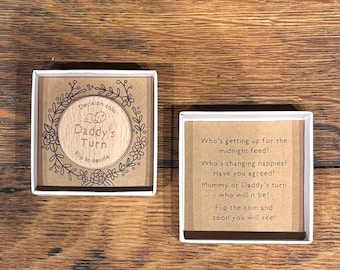 Decision coin
Daddy's
Turn
flip to decide
Who's getting up for the
midnight feed?
Who's changing nappies?
Have you agreed?
Mummy or Daddy's turn
who will it be?
Flip the coin and
soon you will see!